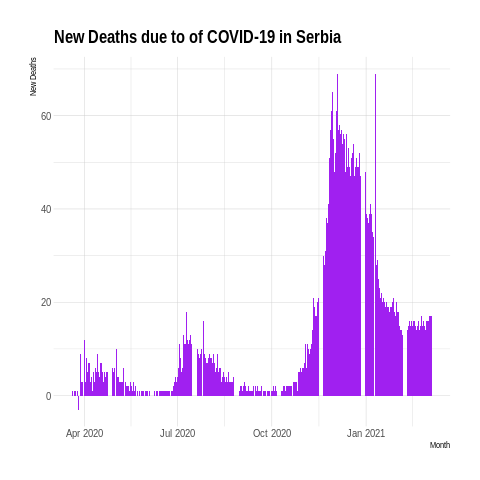 New Deaths due to of COVID-19 in Serbia
New Deaths
60
40
20
0
Apr 2020 Jul 2020 Oct 2020 Jan 2021
Month